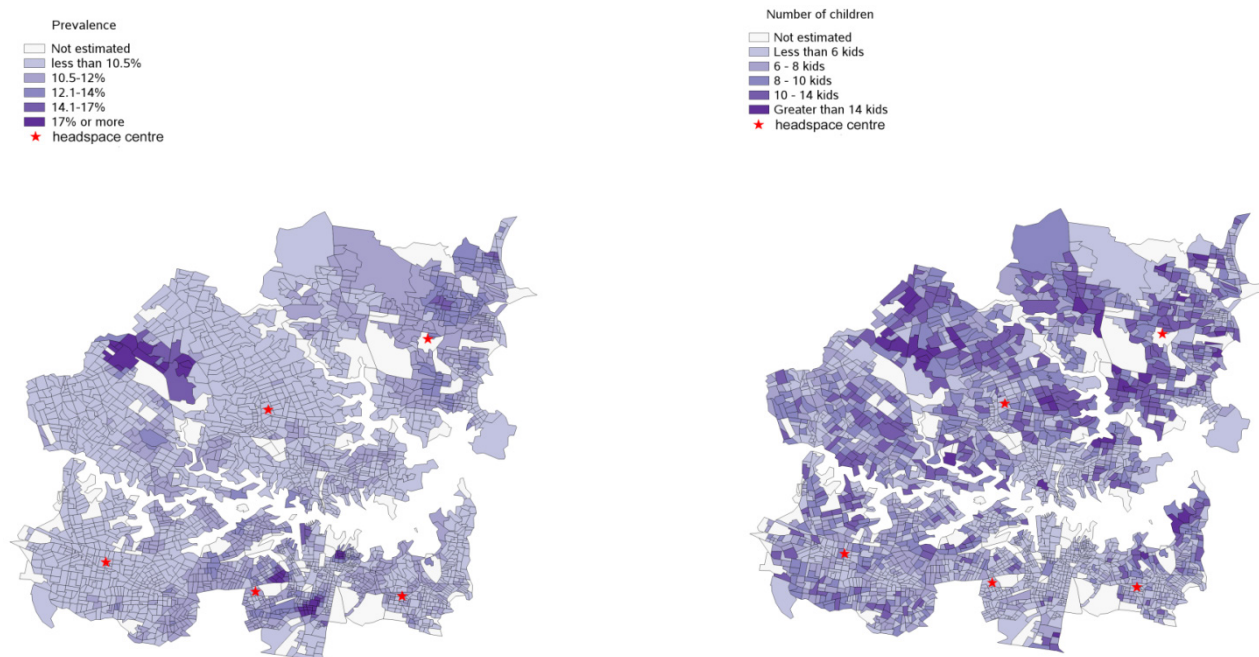 Prevalence
Not estimated
less than 10.5%
10.5-12%
12.1-14%
14.1-17%
17% or more
headspace centre
Number of children
Not estimated
Less than 6 kids
6 - 8 kids
8 - 10 kids
10 - 14 kids
Greater than 14 kids
headspace centre